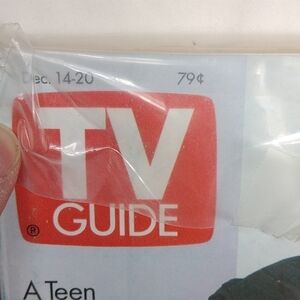 Dec. 14-20 79¢
TV
GUIDE
®
A Teen